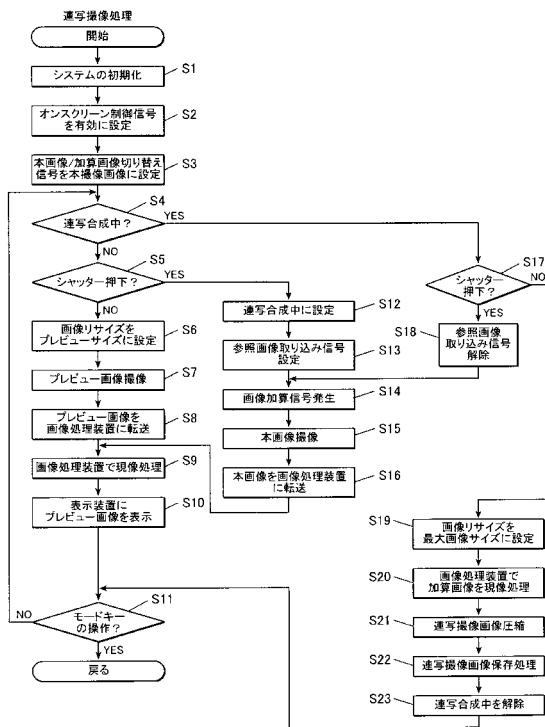 連写撮像処理
開始
システムの初期化
S1
オンスクリーン制御信号
を有効に設定
S2
本画像/加算画像切り替え
信号を本撮像画像に設定
S3
連写合成中？
S4
YES
NO
シャッター押下？
S5
YES
NO
画像リサイズを
プレビューサイズに設定
S6
プレビュー画像撮像
S7
プレビュー画像を
画像処理装置に転送
S8
画像処理装置で現像処理
S9
表示装置に
プレビュー画像を表示
S10
モードキー
の操作？
S11
NO
YES
戻る
連写合成中に設定
S12
参照画像取り込み信号
設定
S13
画像加算信号発生
S14
本画像撮像
S15
本画像を画像処理装置
に転送
S16
シャッター
押下？
S17
NO
YES
S18
参照画像
取り込み信号
解除
S19
画像リサイズを
最大画像サイズに設定
S20
画像処理装置で
加算画像を現像処理
S21
連写撮像画像圧縮
S22
連写撮像画像保存処理
S23
連写合成中を解除